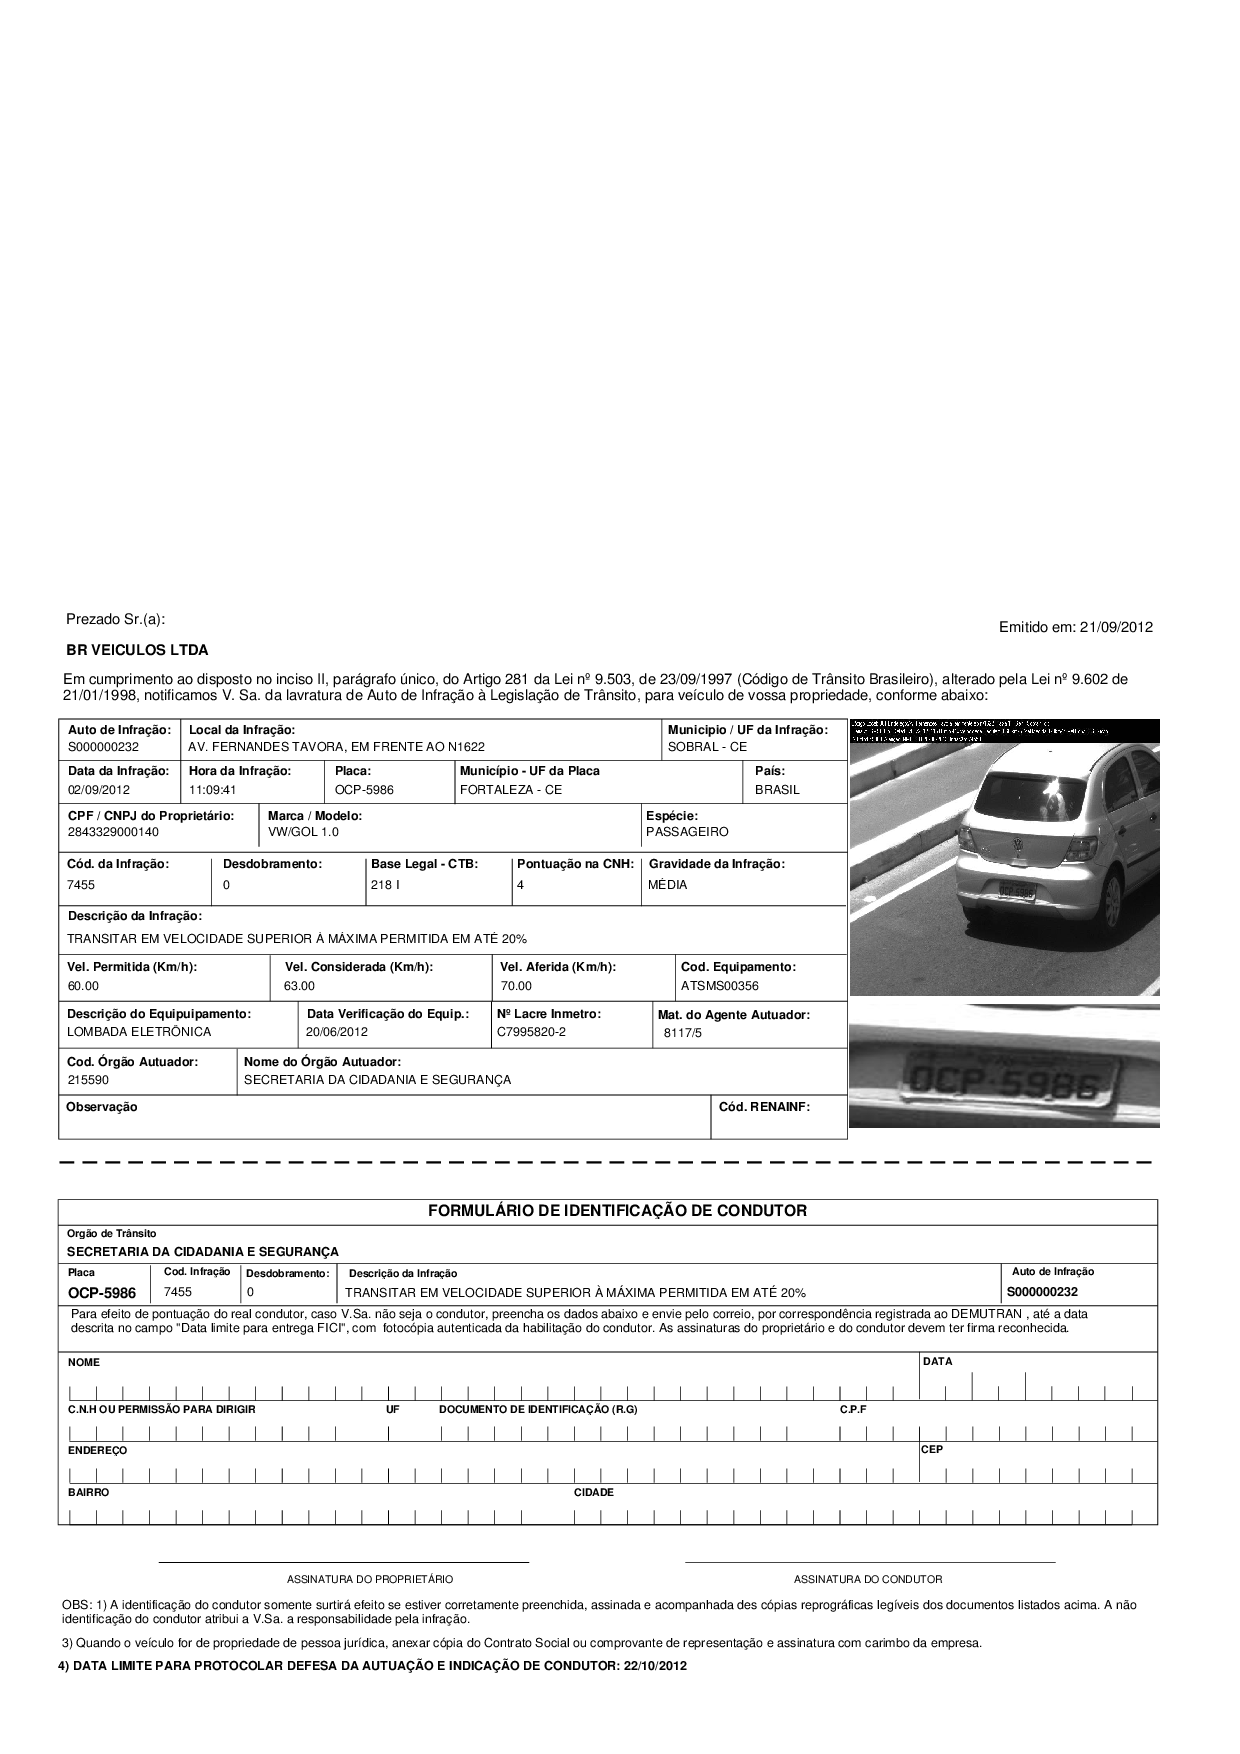 Prezado Sr.(a):
Emitido em: 21/09/2012
BR VEICULOS LTDA
Em cumprimento ao disposto no inciso II, parágrafo único, do Artigo 281 da Lei nº 9.503, de 23/09/1997 (Código de Trânsito Brasileiro), alterado pela Lei nº 9.602 de
21/01/1998, notificamos V. Sa. da lavratura de Auto de Infração à Legislação de Trânsito, para veículo de vossa propriedade, conforme abaixo:
Auto de Infração: Local da Infração: Municipio / UF da Infração:
S000000232 AV. FERNANDES TAVORA, EM FRENTE AO N1622 SOBRAL - CE
Data da Infração: Hora da Infração: Placa: Município - UF da Placa País:
02/09/2012 11:09:41 OCP-5986 FORTALEZA - CE BRASIL
CPF / CNPJ do Proprietário: Marca / Modelo: Espécie:
2843329000140 VW/GOL 1.0 PASSAGEIRO
Cód. da Infração: Desdobramento: Base Legal - CTB: Pontuação na CNH: Gravidade da Infração:
7455 0 218 I 4 MÉDIA
Descrição da Infração:
TRANSITAR EM VELOCIDADE SUPERIOR À MÁXIMA PERMITIDA EM ATÉ 20%
Vel. Permitida (Km/h): Vel. Considerada (Km/h): Vel. Aferida (Km/h): Cod. Equipamento:
60.00 63.00 70.00 ATSMS00356
Descrição do Equipuipamento: Data Verificação do Equip.: Nº Lacre Inmetro: Mat. do Agente Autuador:
LOMBADA ELETRÔNICA 20/06/2012 C7995820-2 8117/5
Cod. Órgão Autuador: Nome do Órgão Autuador:
215590 SECRETARIA DA CIDADANIA E SEGURANÇA
Observação Cód. RENAINF:
OCP 5986
OCP-5986
FORMULÁRIO DE IDENTIFICAÇÃO DE CONDUTOR
Orgão de Trânsito
SECRETARIA DA CIDADANIA E SEGURANÇA
Placa Cod. Infração Desdobramento: Descrição da Infração Auto de Infração
OCP-5986 7455 0 TRANSITAR EM VELOCIDADE SUPERIOR À MÁXIMA PERMITIDA EM ATÉ 20% S000000232
Para efeito de pontuação do real condutor, caso V.Sa. não seja o condutor, preencha os dados abaixo e envie pelo correio, por correspondência registrada ao DEMUTRAN , até a data
descrita no campo "Data limite para entrega FICI", com fotocópia autenticada da habilitação do condutor. As assinaturas do proprietário e do condutor devem ter firma reconhecida.
NOME DATA
C.N.H OU PERMISSÃO PARA DIRIGIR UF DOCUMENTO DE IDENTIFICAÇÃO (R.G) C.P.F
ENDEREÇO CEP
BAIRRO CIDADE
ASSINATURA DO PROPRIETÁRIO ASSINATURA DO CONDUTOR
OBS: 1) A identificação do condutor somente surtirá efeito se estiver corretamente preenchida, assinada e acompanhada des cópias reprográficas legíveis dos documentos listados acima. A não
identificação do condutor atribui a V.Sa. a responsabilidade pela infração.
3) Quando o veículo for de propriedade de pessoa jurídica, anexar cópia do Contrato Social ou comprovante de representação e assinatura com carimbo da empresa.
4) DATA LIMITE PARA PROTOCOLAR DEFESA DA AUTUAÇÃO E INDICAÇÃO DE CONDUTOR: 22/10/2012